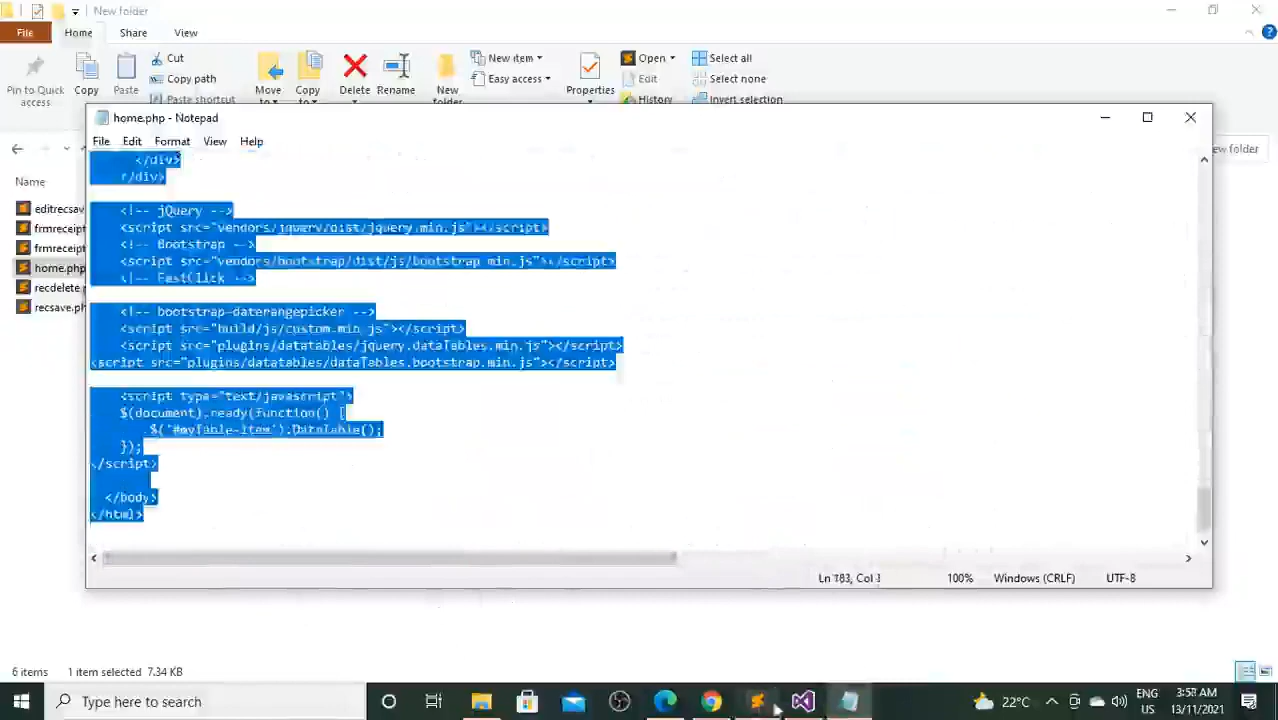 New folder
File
Home
Share
View
Pin to Quick access
Copy
Paste
Cut
Copy path
Paste shortcut
Move to
Copy to
Delete
Rename
New folder
New item
Easy access
Properties
Open
Edit
History
Select all
Select none
Invert selection
home.php - Notepad
File Edit Format View Help
</div>
r/div>
<!-- jQuery -->
<script src="vendors/jquery/dist/jquery.min.js"></script>
<!-- Bootstrap -->
<script src="vendors/bootstrap/dist/js/bootstrap.min.js"></script>
<!-- FastClick -->
<!-- bootstrap-daterangepicker -->
<script src="build/js/custom.min.js"></script>
<script src="plugins/datatables/jquery.dataTables.min.js"></script>
<script src="plugins/datatables/dataTables.bootstrap.min.js"></script>
<script type="text/javascript">
$(document).ready(function() {
$('#myTable-item').DataTable();
});
</script>
</body>
</html>
Name
editrecsav
frmreceipt
frmreceipt
home.php
recdelete.
recsave.ph
ew folder
Ln 183, Col
100%
Windows (CRLF)
UTF-8
6 items
1 item selected 7.34 KB
Type here to search
22°C
ENG
US
3:58 AM
13/11/2021